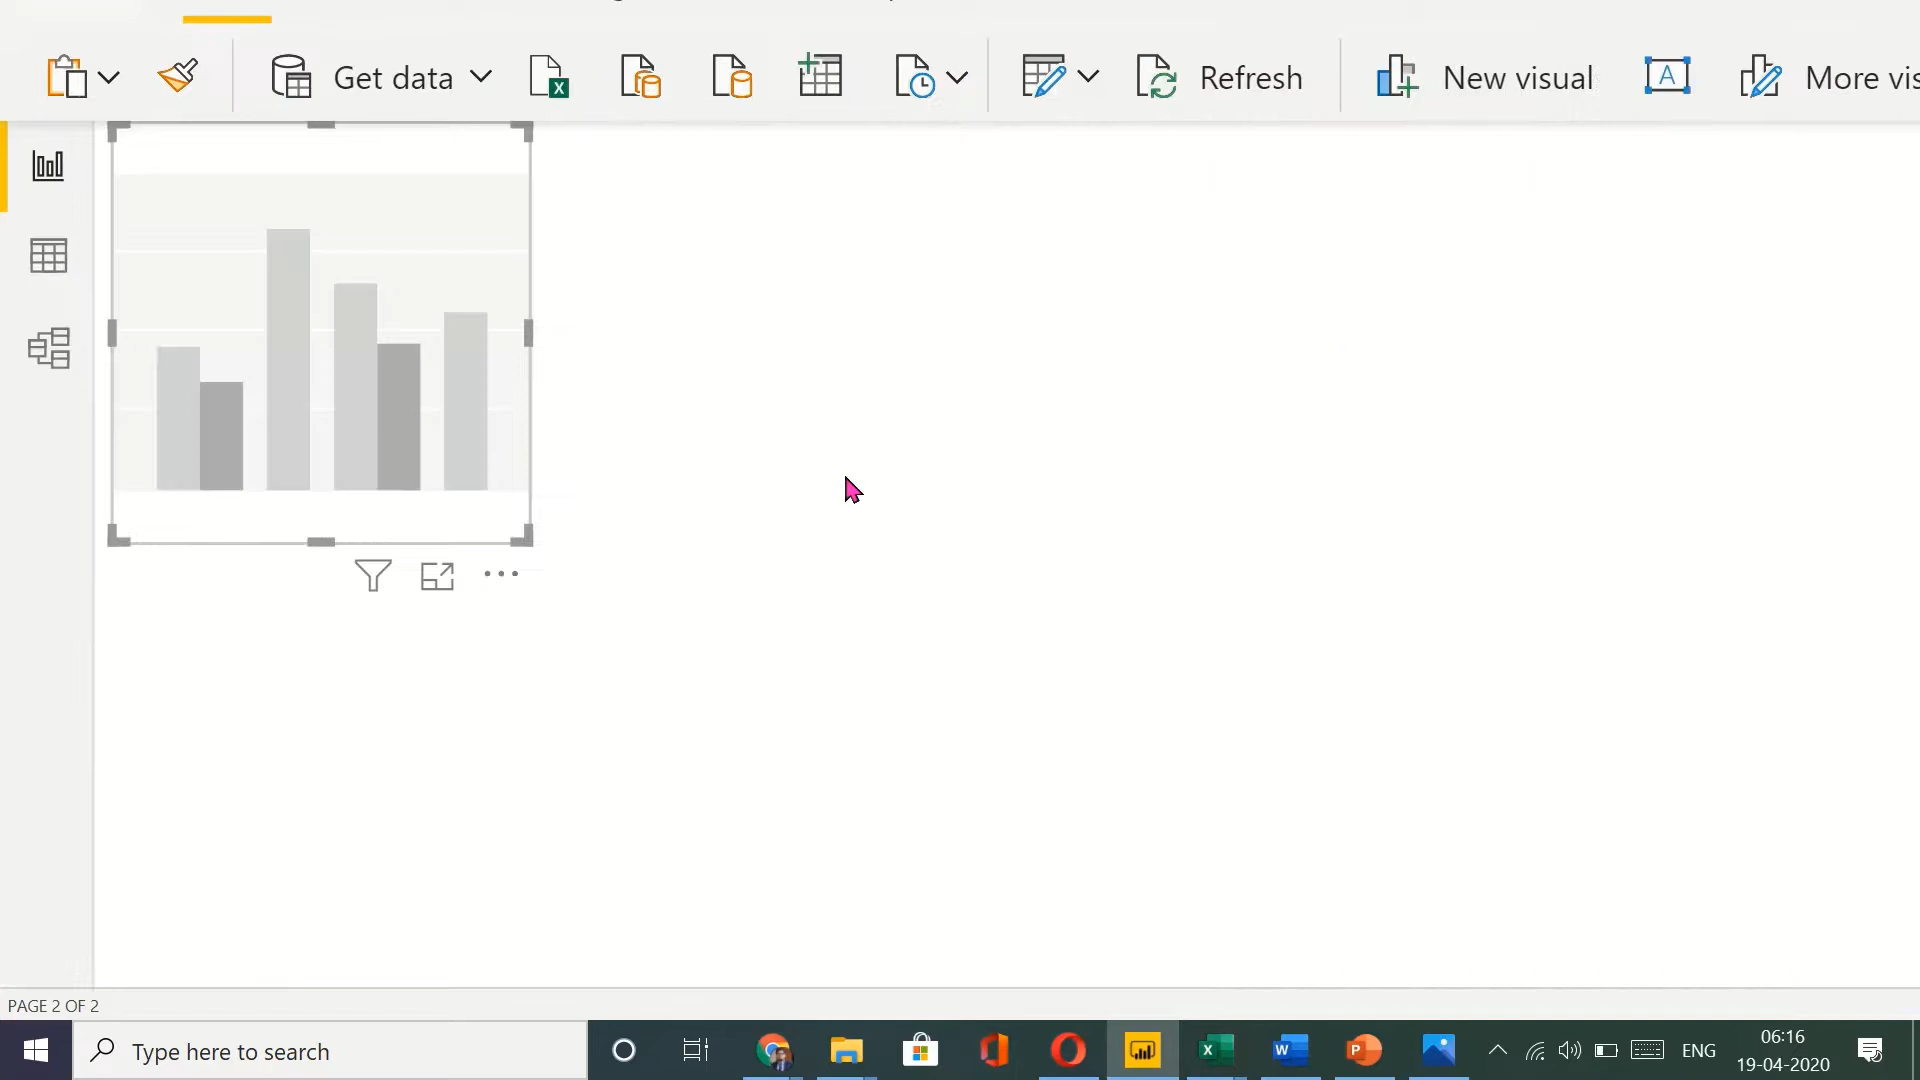 Get data
Refresh
New visual
More vis
PAGE 2 OF 2
Type here to search
ENG
06:16
19-04-2020